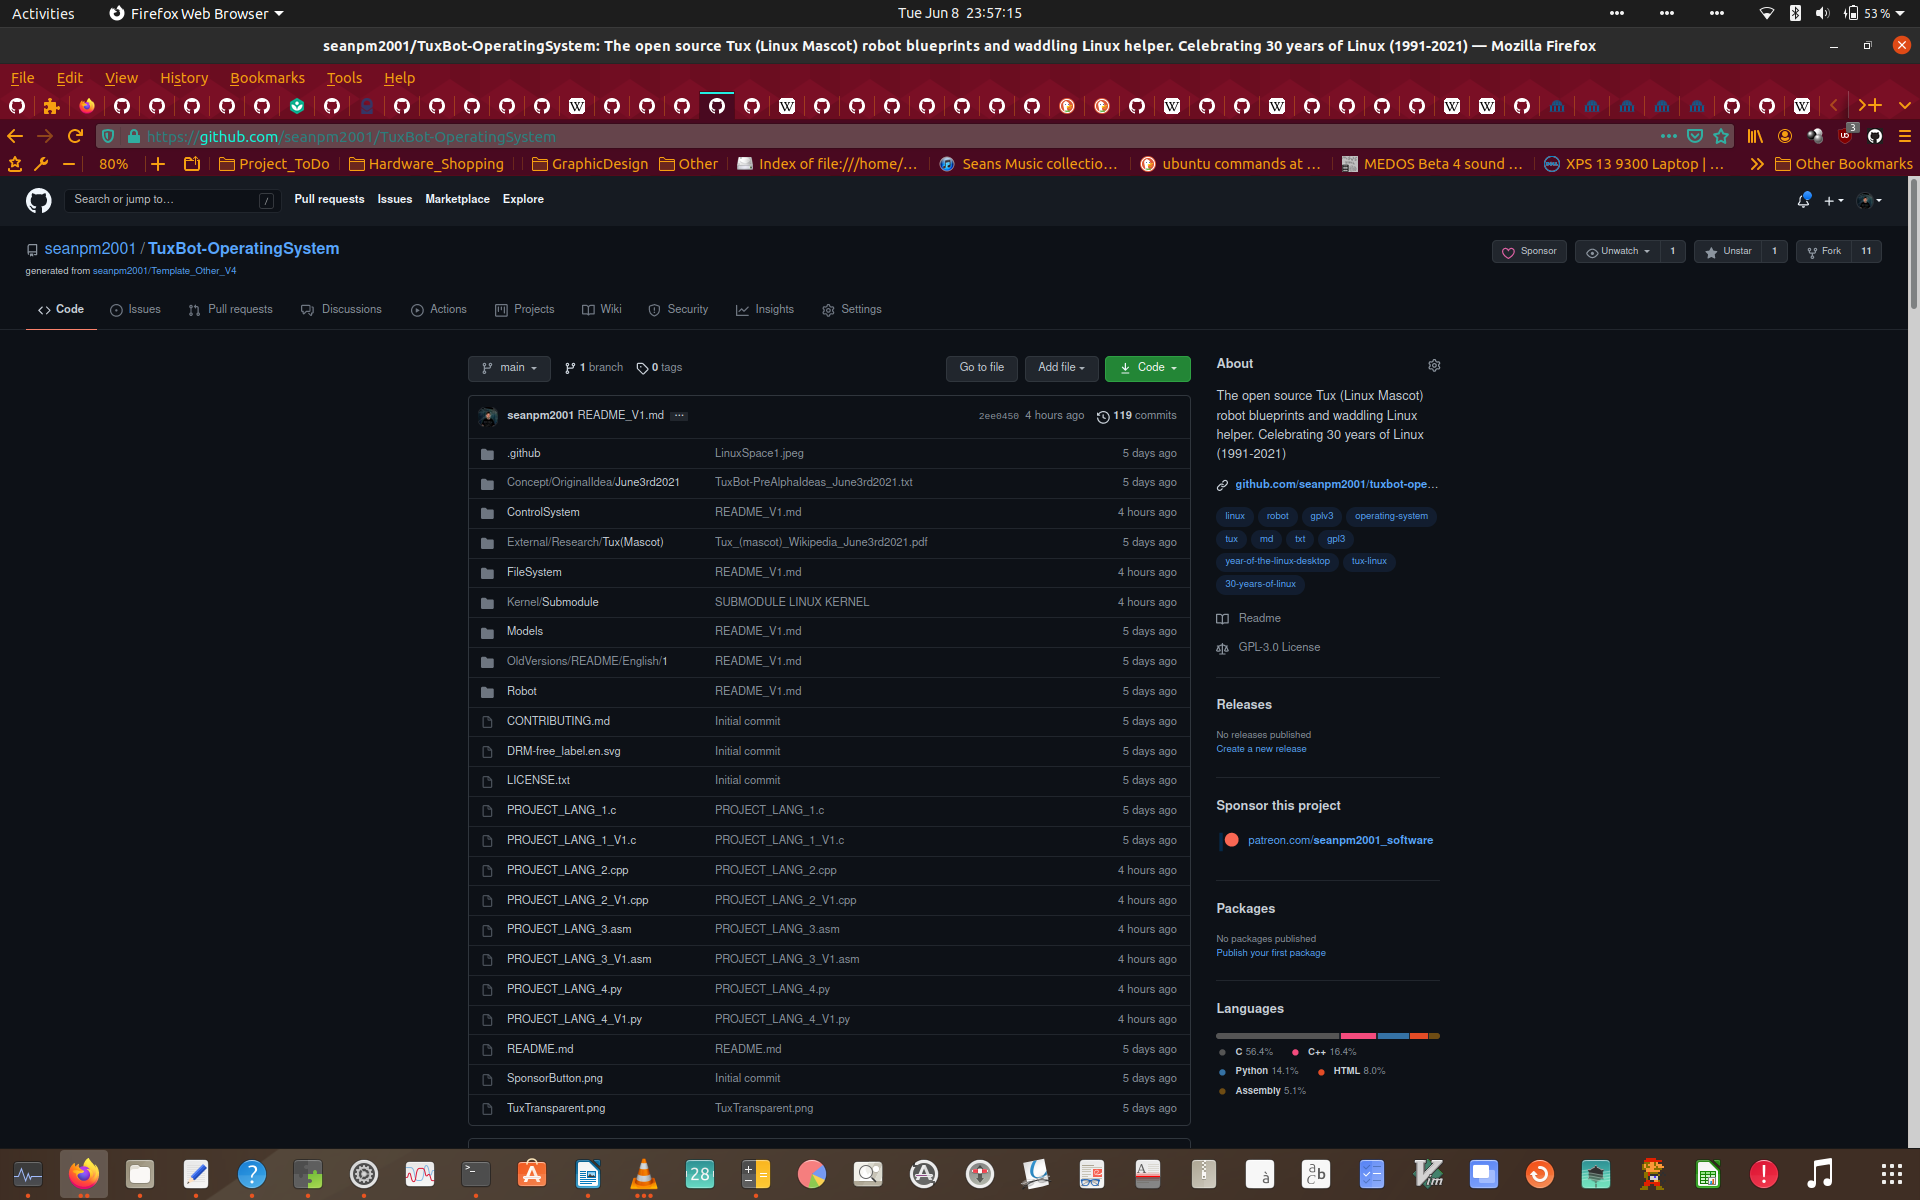 Activities Firefox Web Browser Tue Jun 8 23:57:15 53 %
seanpm2001/TuxBot-OperatingSystem: The open source Tux (Linux Mascot) robot blueprints and waddling Linux helper. Celebrating 30 years of Linux (1991-2021) — Mozilla Firefox
File Edit View History Bookmarks Tools Help
https://github.com/seanpm2001/TuxBot-OperatingSystem 3
80% Project_ToDo Hardware_Shopping GraphicDesign Other Index of file:///home/... Seans Music collectio... ubuntu commands at ... MEDOS Beta 4 sound ... XPS 13 9300 Laptop | ... Other Bookmarks
Search or jump to... / Pull requests Issues Marketplace Explore
seanpm2001 / TuxBot-OperatingSystem Sponsor Unwatch 1 Unstar 1 Fork 11
generated from seanpm2001/Template_Other_V4
Code Issues Pull requests Discussions Actions Projects Wiki Security Insights Settings
main 1 branch 0 tags Go to file Add file Code
seanpm2001 README_V1.md ... 2ee0450 4 hours ago 119 commits
.github LinuxSpace1.jpeg 5 days ago
Concept/OriginalIdea/June3rd2021 TuxBot-PreAlphaIdeas_June3rd2021.txt 5 days ago
ControlSystem README_V1.md 4 hours ago
External/Research/Tux(Mascot) Tux_(mascot)_Wikipedia_June3rd2021.pdf 5 days ago
FileSystem README_V1.md 4 hours ago
Kernel/Submodule SUBMODULE LINUX KERNEL 4 hours ago
Models README_V1.md 5 days ago
OldVersions/README/English/1 README_V1.md 5 days ago
Robot README_V1.md 5 days ago
CONTRIBUTING.md Initial commit 5 days ago
DRM-free_label.en.svg Initial commit 5 days ago
LICENSE.txt Initial commit 5 days ago
PROJECT_LANG_1.c PROJECT_LANG_1.c 5 days ago
PROJECT_LANG_1_V1.c PROJECT_LANG_1_V1.c 5 days ago
PROJECT_LANG_2.cpp PROJECT_LANG_2.cpp 4 hours ago
PROJECT_LANG_2_V1.cpp PROJECT_LANG_2_V1.cpp 4 hours ago
PROJECT_LANG_3.asm PROJECT_LANG_3.asm 4 hours ago
PROJECT_LANG_3_V1.asm PROJECT_LANG_3_V1.asm 4 hours ago
PROJECT_LANG_4.py PROJECT_LANG_4.py 4 hours ago
PROJECT_LANG_4_V1.py PROJECT_LANG_4_V1.py 4 hours ago
README.md README.md 5 days ago
SponsorButton.png Initial commit 5 days ago
TuxTransparent.png TuxTransparent.png 5 days ago
About
The open source Tux (Linux Mascot)
robot blueprints and waddling Linux
helper. Celebrating 30 years of Linux
(1991-2021)
github.com/seanpm2001/tuxbot-ope...
linux robot gplv3 operating-system
tux md txt gpl3
year-of-the-linux-desktop tux-linux
30-years-of-linux
Readme
GPL-3.0 License
Releases
No releases published
Create a new release
Sponsor this project
patreon.com/seanpm2001_software
Packages
No packages published
Publish your first package
Languages
C 56.4% C++ 16.4%
Python 14.1% HTML 8.0%
Assembly 5.1%
28